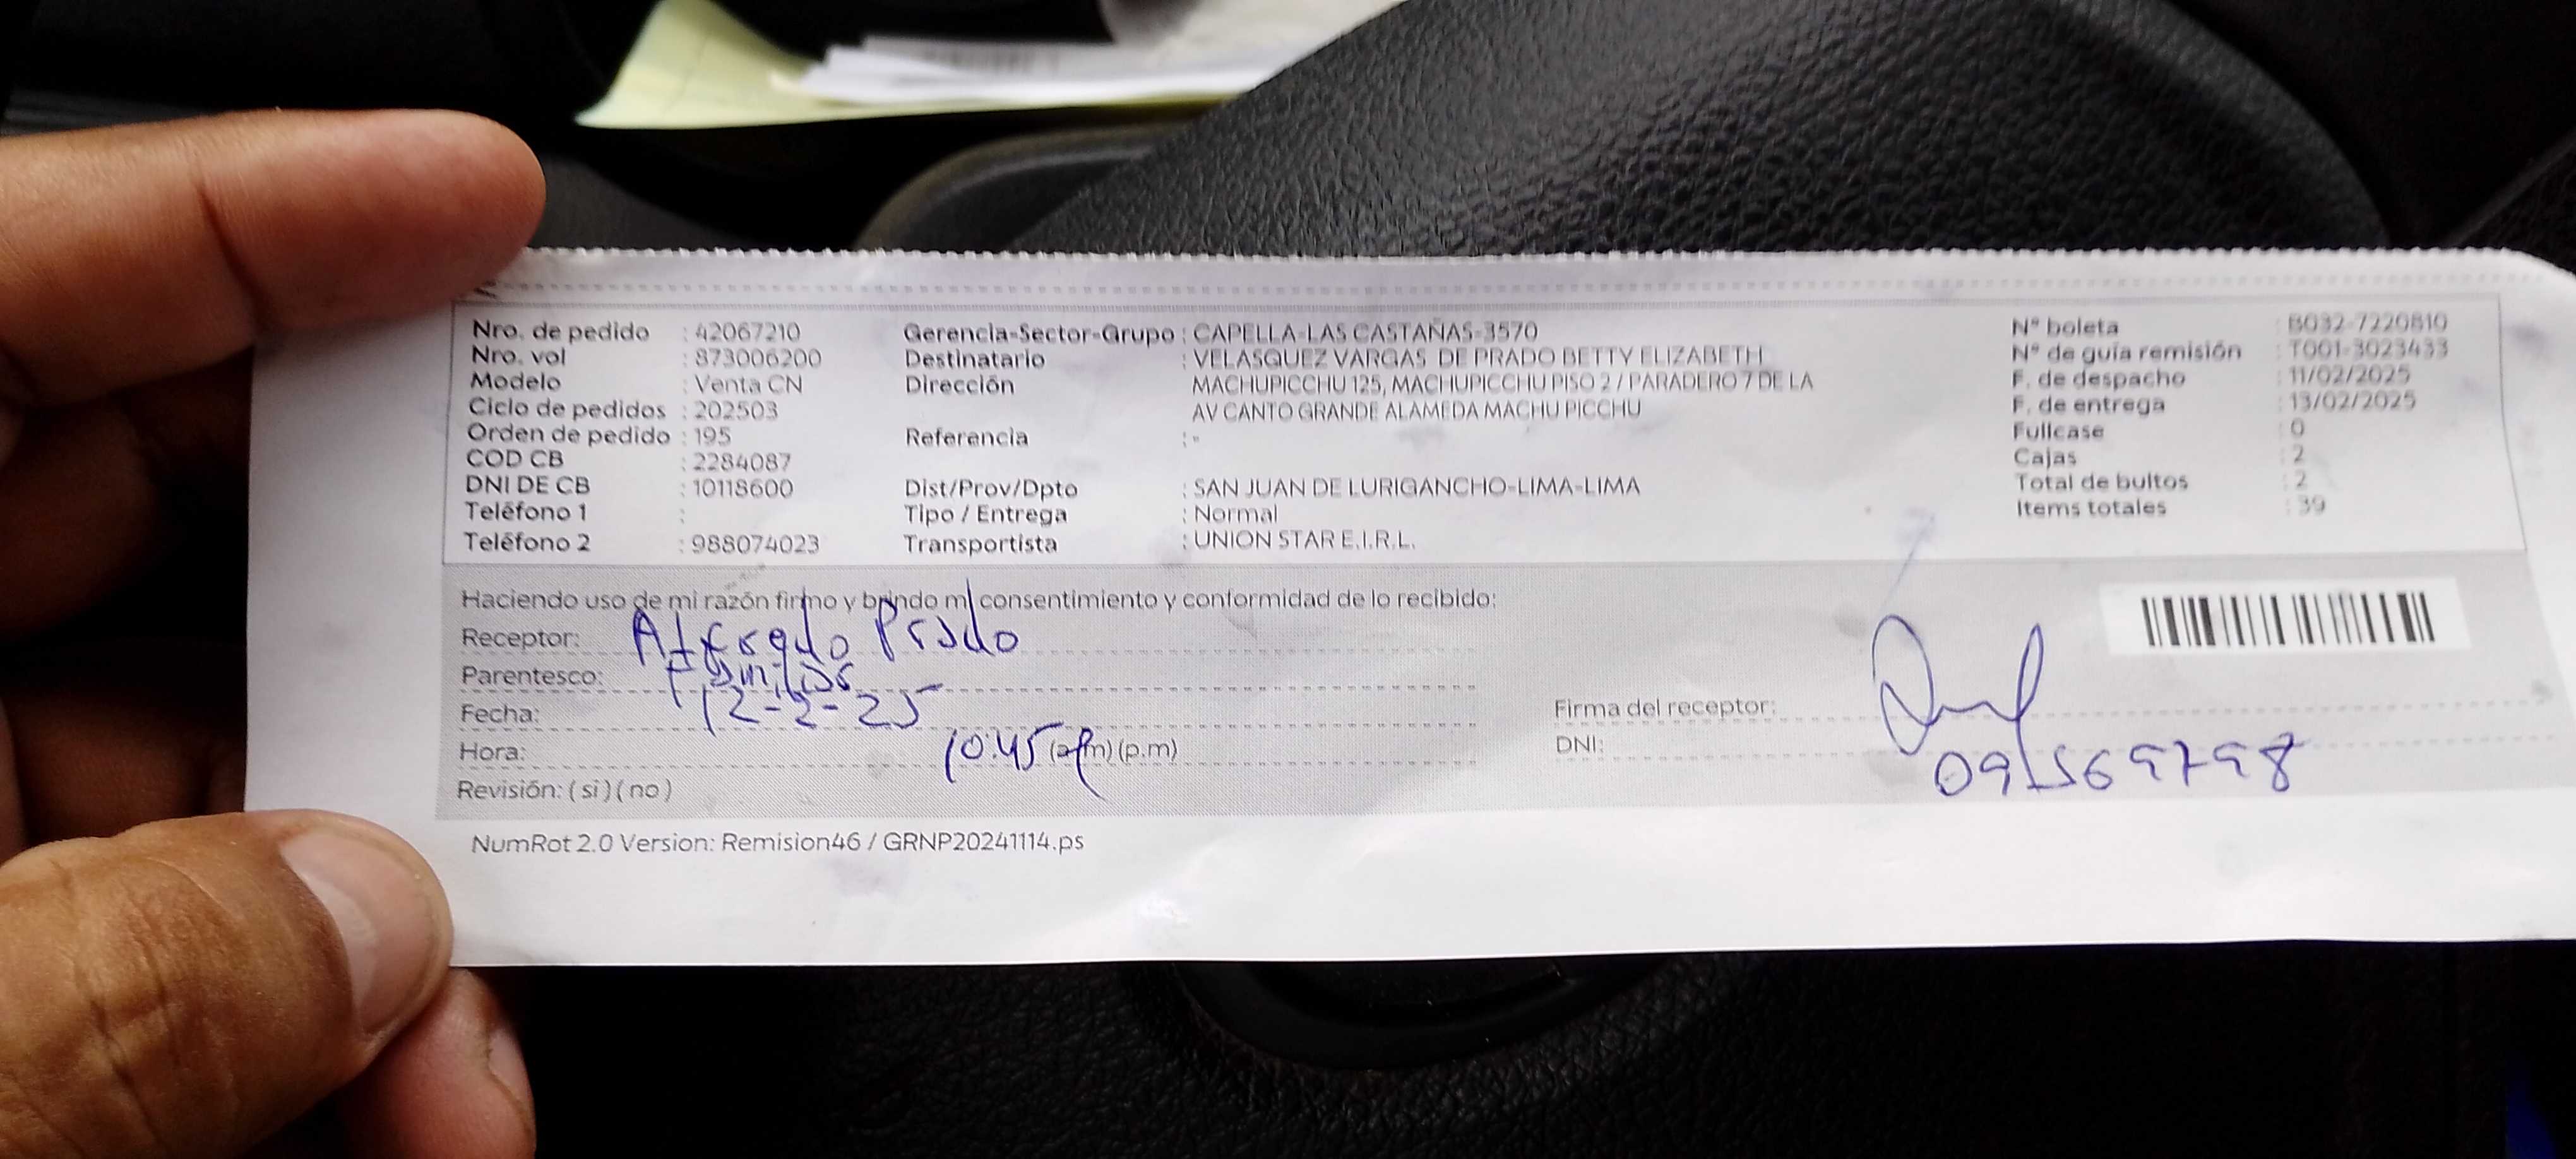 Nro. de pedido : 42067210 Gerencia-Sector-Grupo : CAPELLA-LAS CASTAÑAS-3570 N° boleta : B032-7220810
Nro. vol : 873006200 Destinatario : VELASQUEZ VARGAS DE PRADO BETTY ELIZABETH N° de guía remisión : T001-3023433
Modelo : Venta CN Dirección MACHUPICCHU 125, MACHUPICCHU PISO 2 / PARADERO 7 DE LA F. de despacho : 11/02/2025
Ciclo de pedidos : 202503 AV CANTO GRANDE ALAMEDA MACHU PICCHU F. de entrega : 13/02/2025
Orden de pedido : 195 Referencia : - Fullcase : 0
COD CB : 2284087 Cajas : 2
DNI DE CB : 10118600 Dist/Prov/Dpto : SAN JUAN DE LURIGANCHO-LIMA-LIMA Total de bultos : 2
Teléfono 1 : Tipo / Entrega : Normal Items totales : 39
Teléfono 2 : 988074023 Transportista : UNION STAR E.I.R.L.
Haciendo uso de mi razón firmo y brindo mi consentimiento y conformidad de lo recibido:
Receptor: Prado
Parentesco: Familiar
Fecha: 12-2-25 Firma del receptor:
Hora: 10:45 (a.m) (p.m) DNI: 09569798
Revisión: ( si ) ( no )
NumRot 2.0 Version: Remision46 / GRNP20241114.ps